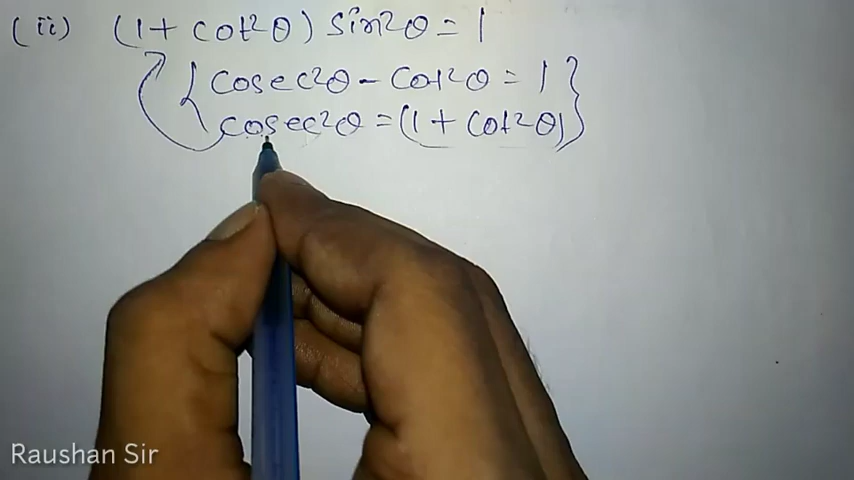 (ii) (1 + cot²θ) sin²θ = 1
{ cosec²θ - cot²θ = 1 }
cosec²θ = (1 + cot²θ)
Raushan Sir